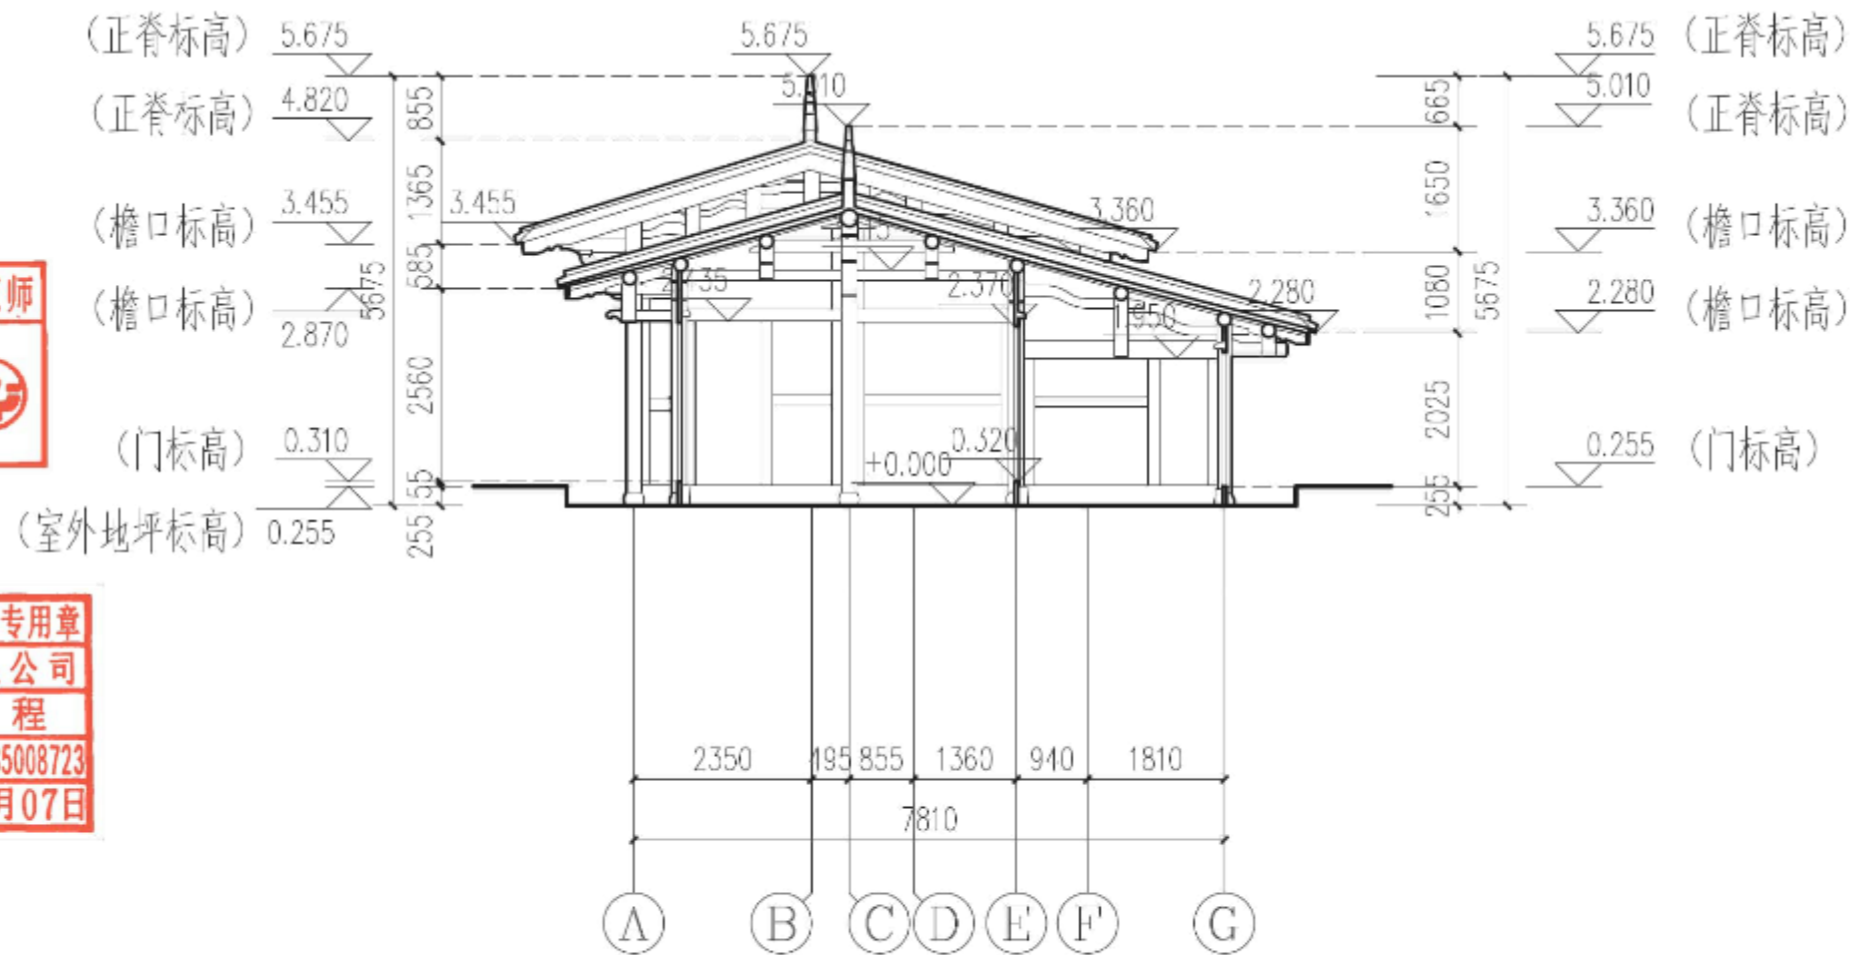 (正脊标高) 5.675
5.675
5.675 (正脊标高)
(正脊标高) 4.820
5.010
5.010 (正脊标高)
855
665
1365
1650
(檐口标高) 3.455
3.455
3.360
3.360 (檐口标高)
585
5675
1080
5675
2.370
2.280
1.950
2.280 (檐口标高)
(檐口标高)
2.870
2560
2025
(门标高) 0.310
0.320
+0.000
0.255 (门标高)
55
255
255
(室外地坪标高) 0.255
师
专用章
公司
程
5008723
月07日
2350
495
855
1360
940
1810
7810
A
B
C
D
E
F
G